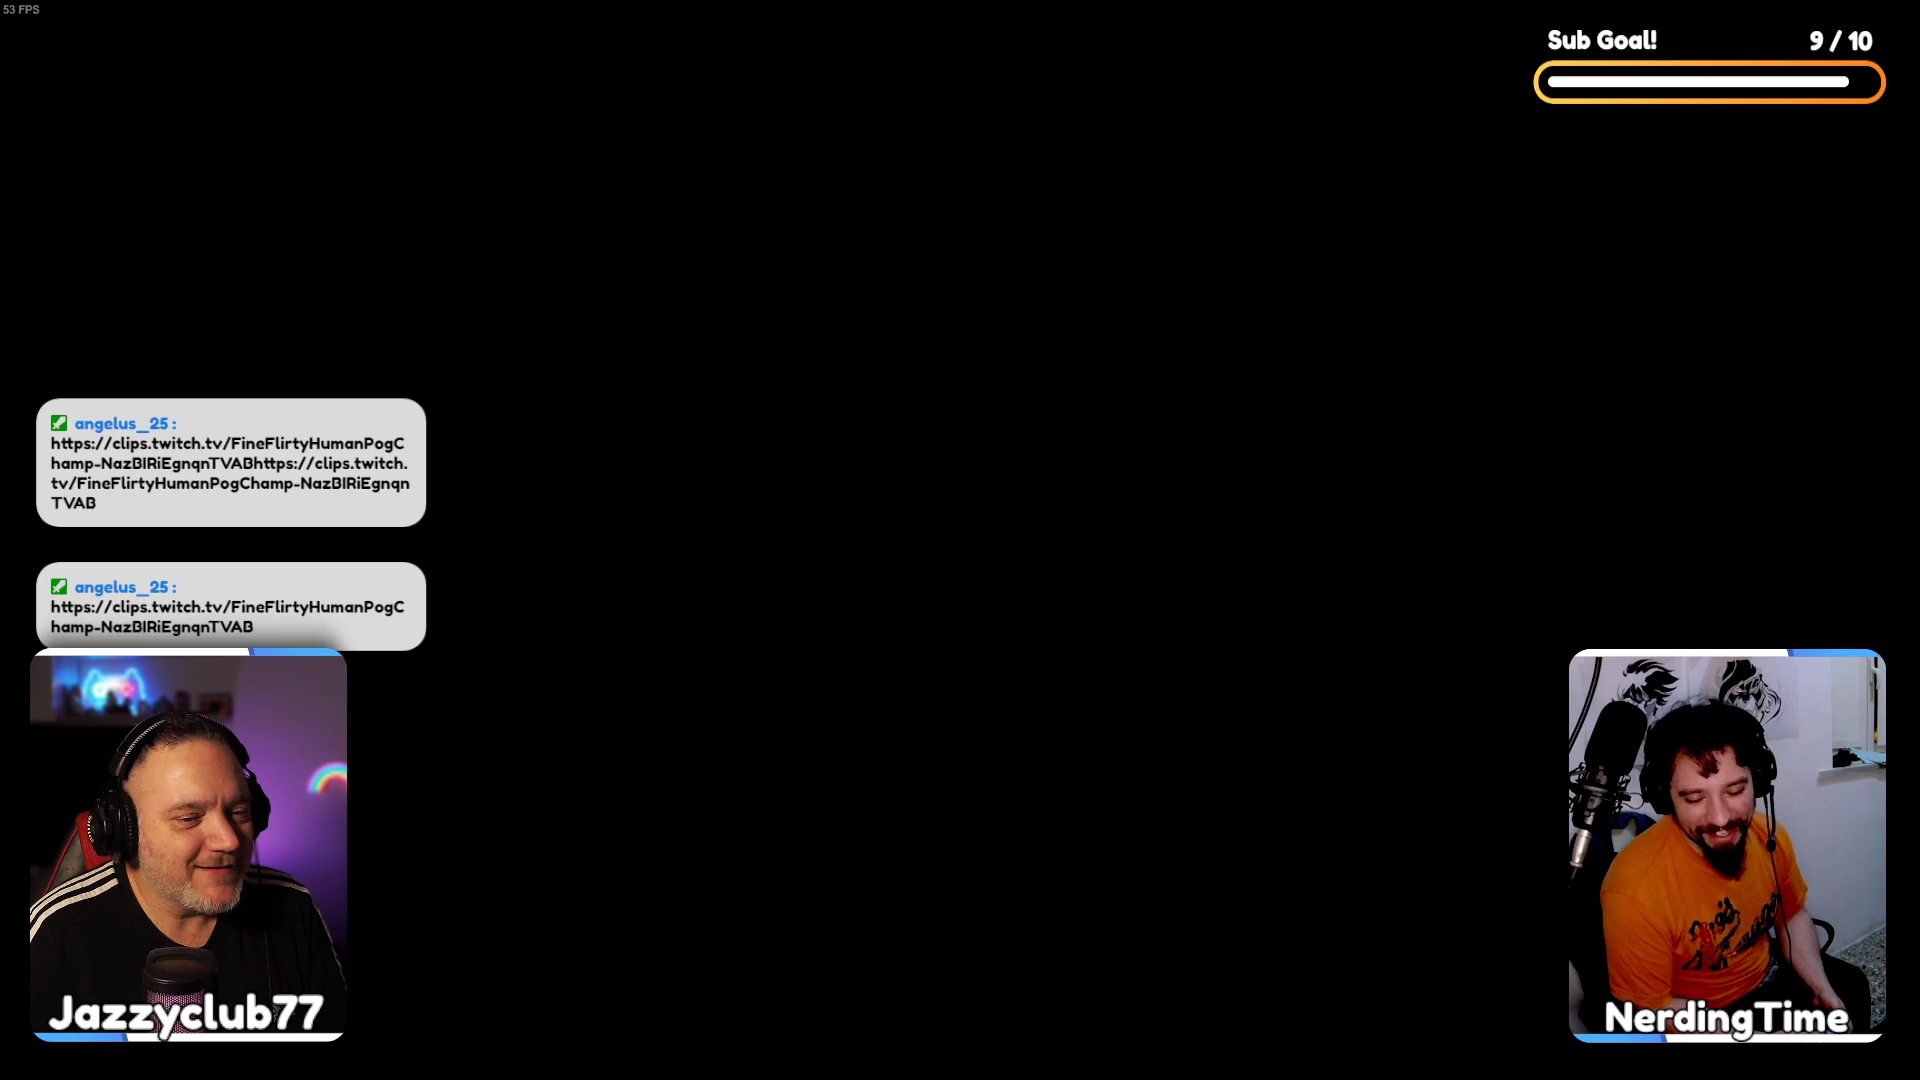 53 FPS
Sub Goal! 9 / 10
angelus_25 :
https://clips.twitch.tv/FineFlirtyHumanPogC
hamp-NazBIRiEgnqnTVABhttps://clips.twitch.
tv/FineFlirtyHumanPogChamp-NazBIRiEgnqn
TVAB
angelus_25 :
https://clips.twitch.tv/FineFlirtyHumanPogC
hamp-NazBIRiEgnqnTVAB
Jazzyclub77
NerdingTime